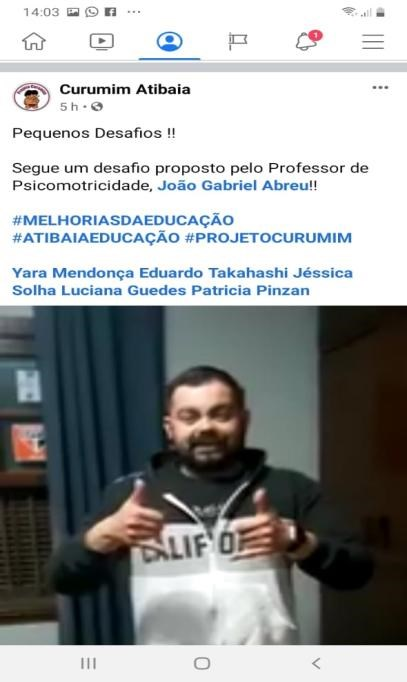 14:03
1
Curumim Atibaia
5 h
Pequenos Desafios !!
Segue um desafio proposto pelo Professor de
Psicomotricidade, João Gabriel Abreu!!
#MELHORIASDAEDUCAÇÃO
#ATIBAIAEDUCAÇÃO #PROJETOCURUMIM
Yara Mendonça Eduardo Takahashi Jéssica
Solha Luciana Guedes Patricia Pinzan